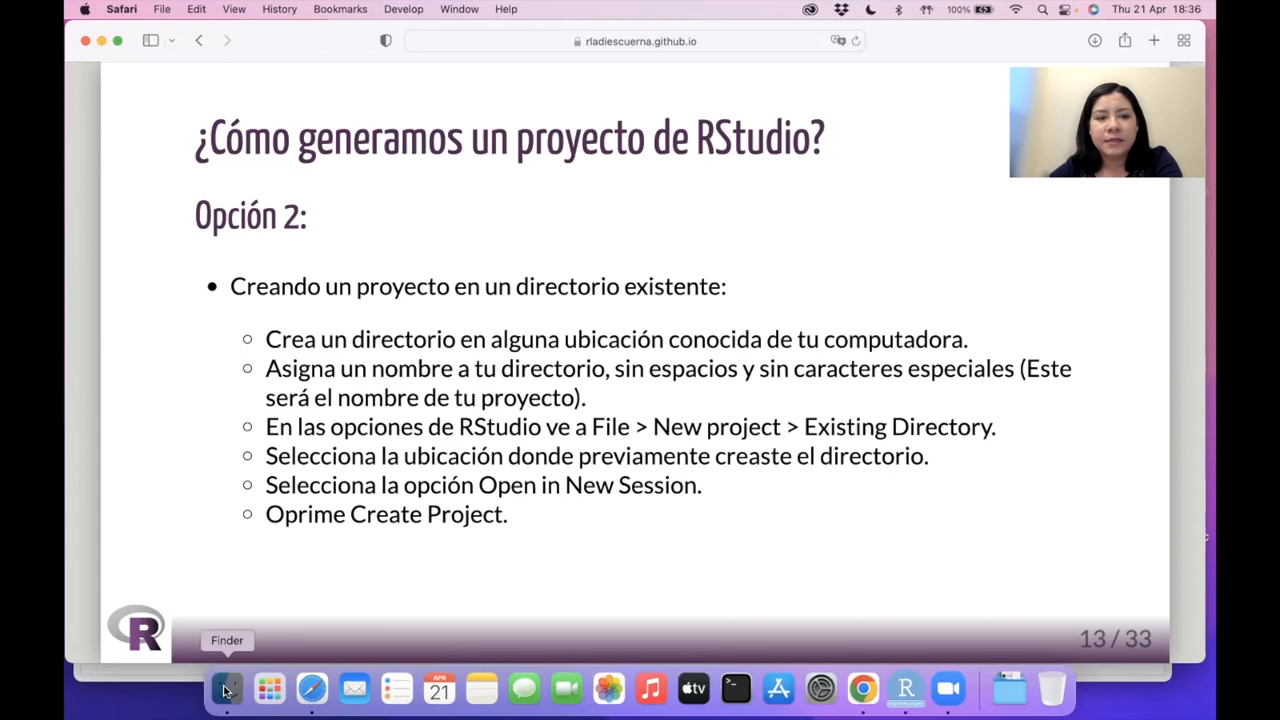 Safari File Edit View History Bookmarks Develop Window Help 100% Thu 21 Apr 18:36
rladiescuerna.github.io
¿Cómo generamos un proyecto de RStudio?
Opción 2:
Creando un proyecto en un directorio existente:
Crea un directorio en alguna ubicación conocida de tu computadora.
Asigna un nombre a tu directorio, sin espacios y sin caracteres especiales (Este
será el nombre de tu proyecto).
En las opciones de RStudio ve a File > New project > Existing Directory.
Selecciona la ubicación donde previamente creaste el directorio.
Selecciona la opción Open in New Session.
Oprime Create Project.
R
13 / 33
Finder
APR
21
tv
R